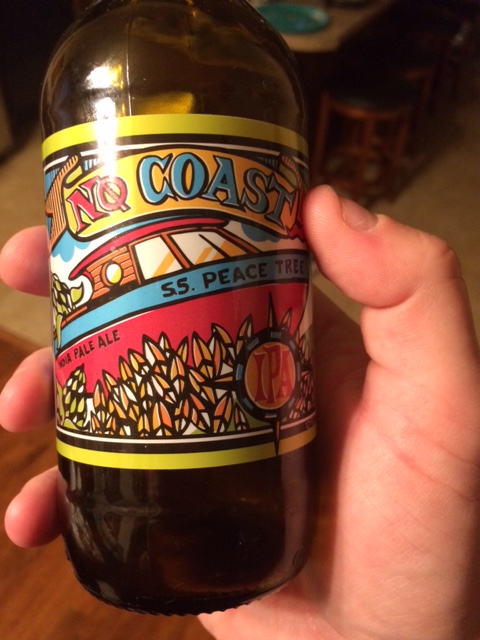 NO COAST
S.S. PEACE TREE
INDIA PALE ALE
IPA